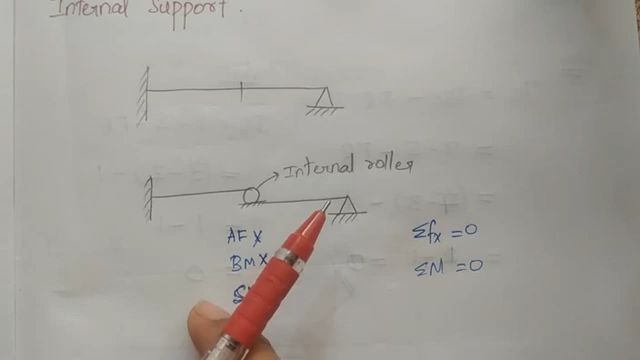 Internal Support.
Internal roller
AF X
BM X
Σfx = 0
ΣM = 0